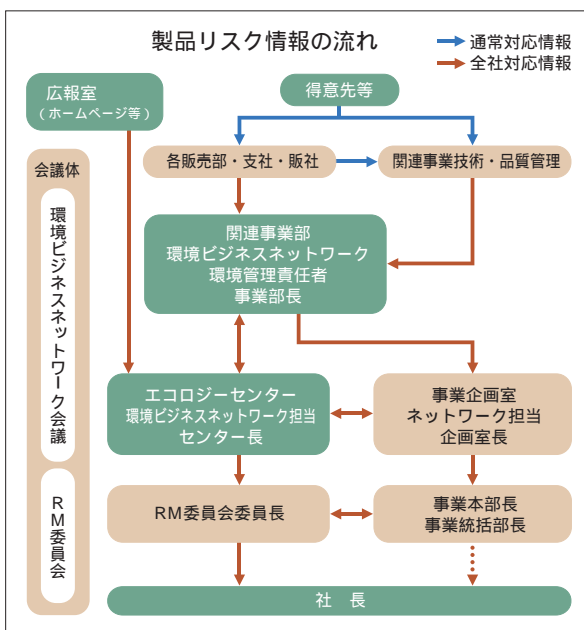 製品リスク情報の流れ
通常対応情報
全社対応情報
広報室
（ホームページ等）
得意先等
各販売部・支社・販社
関連事業技術・品質管理
会議体
環境ビジネスネットワーク会議
RM委員会
関連事業部
環境ビジネスネットワーク
環境管理責任者
事業部長
エコロジーセンター
環境ビジネスネットワーク担当
センター長
事業企画室
ネットワーク担当
企画室長
RM委員会委員長
事業本部長
事業統括部長
社　長